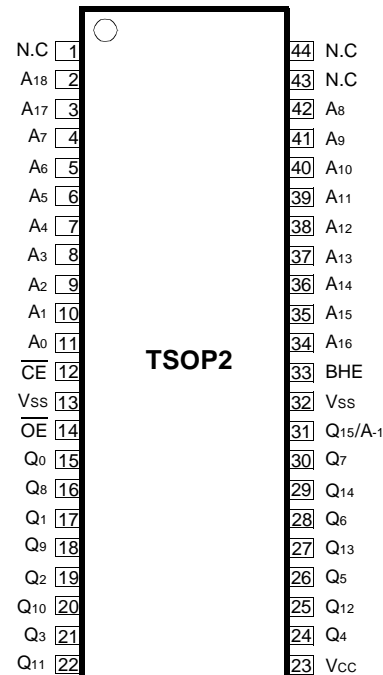 N.C 1 44 N.C
A18 2 43 N.C
A17 3 42 A8
A7 4 41 A9
A6 5 40 A10
A5 6 39 A11
A4 7 38 A12
A3 8 37 A13
A2 9 36 A14
A1 10 35 A15
A0 11 34 A16
CE 12 TSOP2 33 BHE
Vss 13 32 Vss
OE 14 31 Q15/A-1
Q0 15 30 Q7
Q8 16 29 Q14
Q1 17 28 Q6
Q9 18 27 Q13
Q2 19 26 Q5
Q10 20 25 Q12
Q3 21 24 Q4
Q11 22 23 Vcc